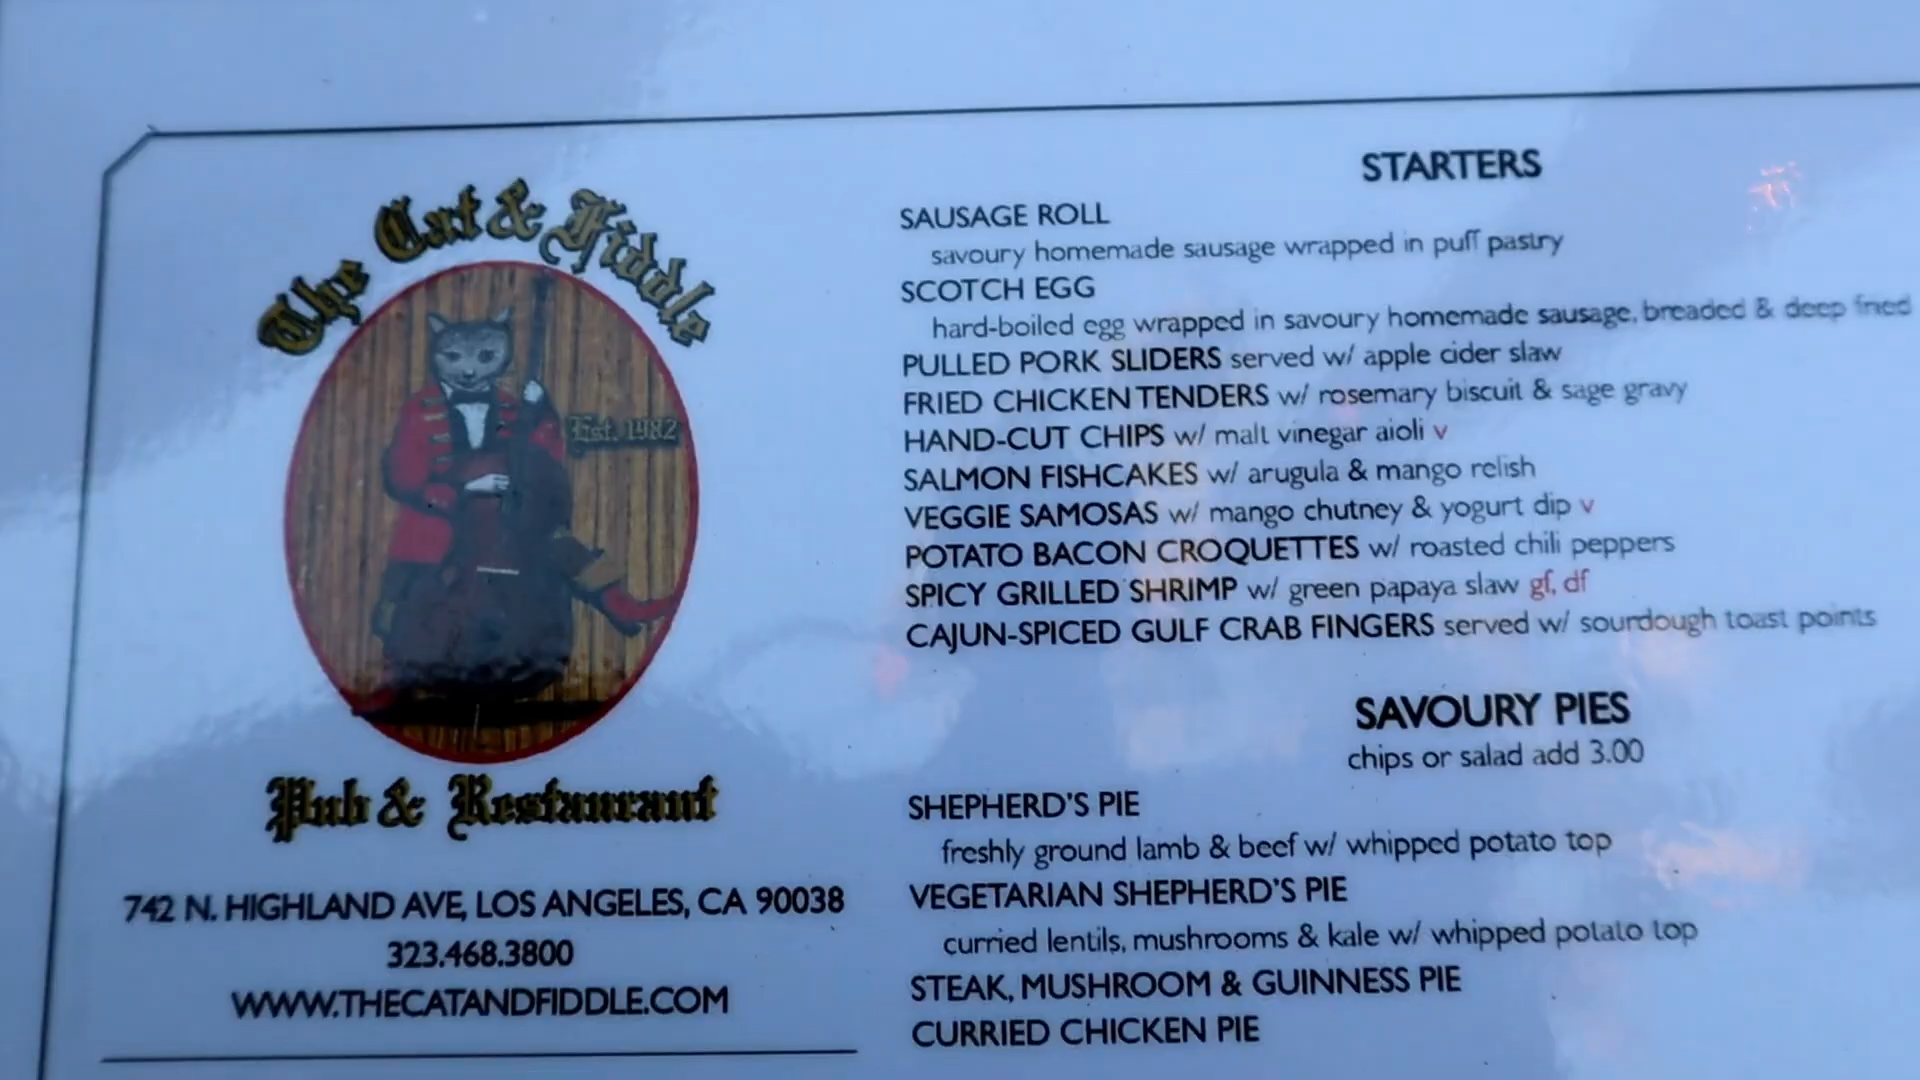 The Cat & Fiddle
Est. 1982
Pub & Restaurant
742 N. HIGHLAND AVE, LOS ANGELES, CA 90038
323.468.3800
WWW.THECATANDFIDDLE.COM
STARTERS
SAUSAGE ROLL
savoury homemade sausage wrapped in puff pastry
SCOTCH EGG
hard-boiled egg wrapped in savoury homemade sausage, breaded & deep fried
PULLED PORK SLIDERS served w/ apple cider slaw
FRIED CHICKEN TENDERS w/ rosemary biscuit & sage gravy
HAND-CUT CHIPS w/ malt vinegar aioli v
SALMON FISHCAKES w/ arugula & mango relish
VEGGIE SAMOSAS w/ mango chutney & yogurt dip v
POTATO BACON CROQUETTES w/ roasted chili peppers
SPICY GRILLED SHRIMP w/ green papaya slaw gf, df
CAJUN-SPICED GULF CRAB FINGERS served w/ sourdough toast points
SAVOURY PIES
chips or salad add 3.00
SHEPHERD'S PIE
freshly ground lamb & beef w/ whipped potato top
VEGETARIAN SHEPHERD'S PIE
curried lentils, mushrooms & kale w/ whipped potato top
STEAK, MUSHROOM & GUINNESS PIE
CURRIED CHICKEN PIE